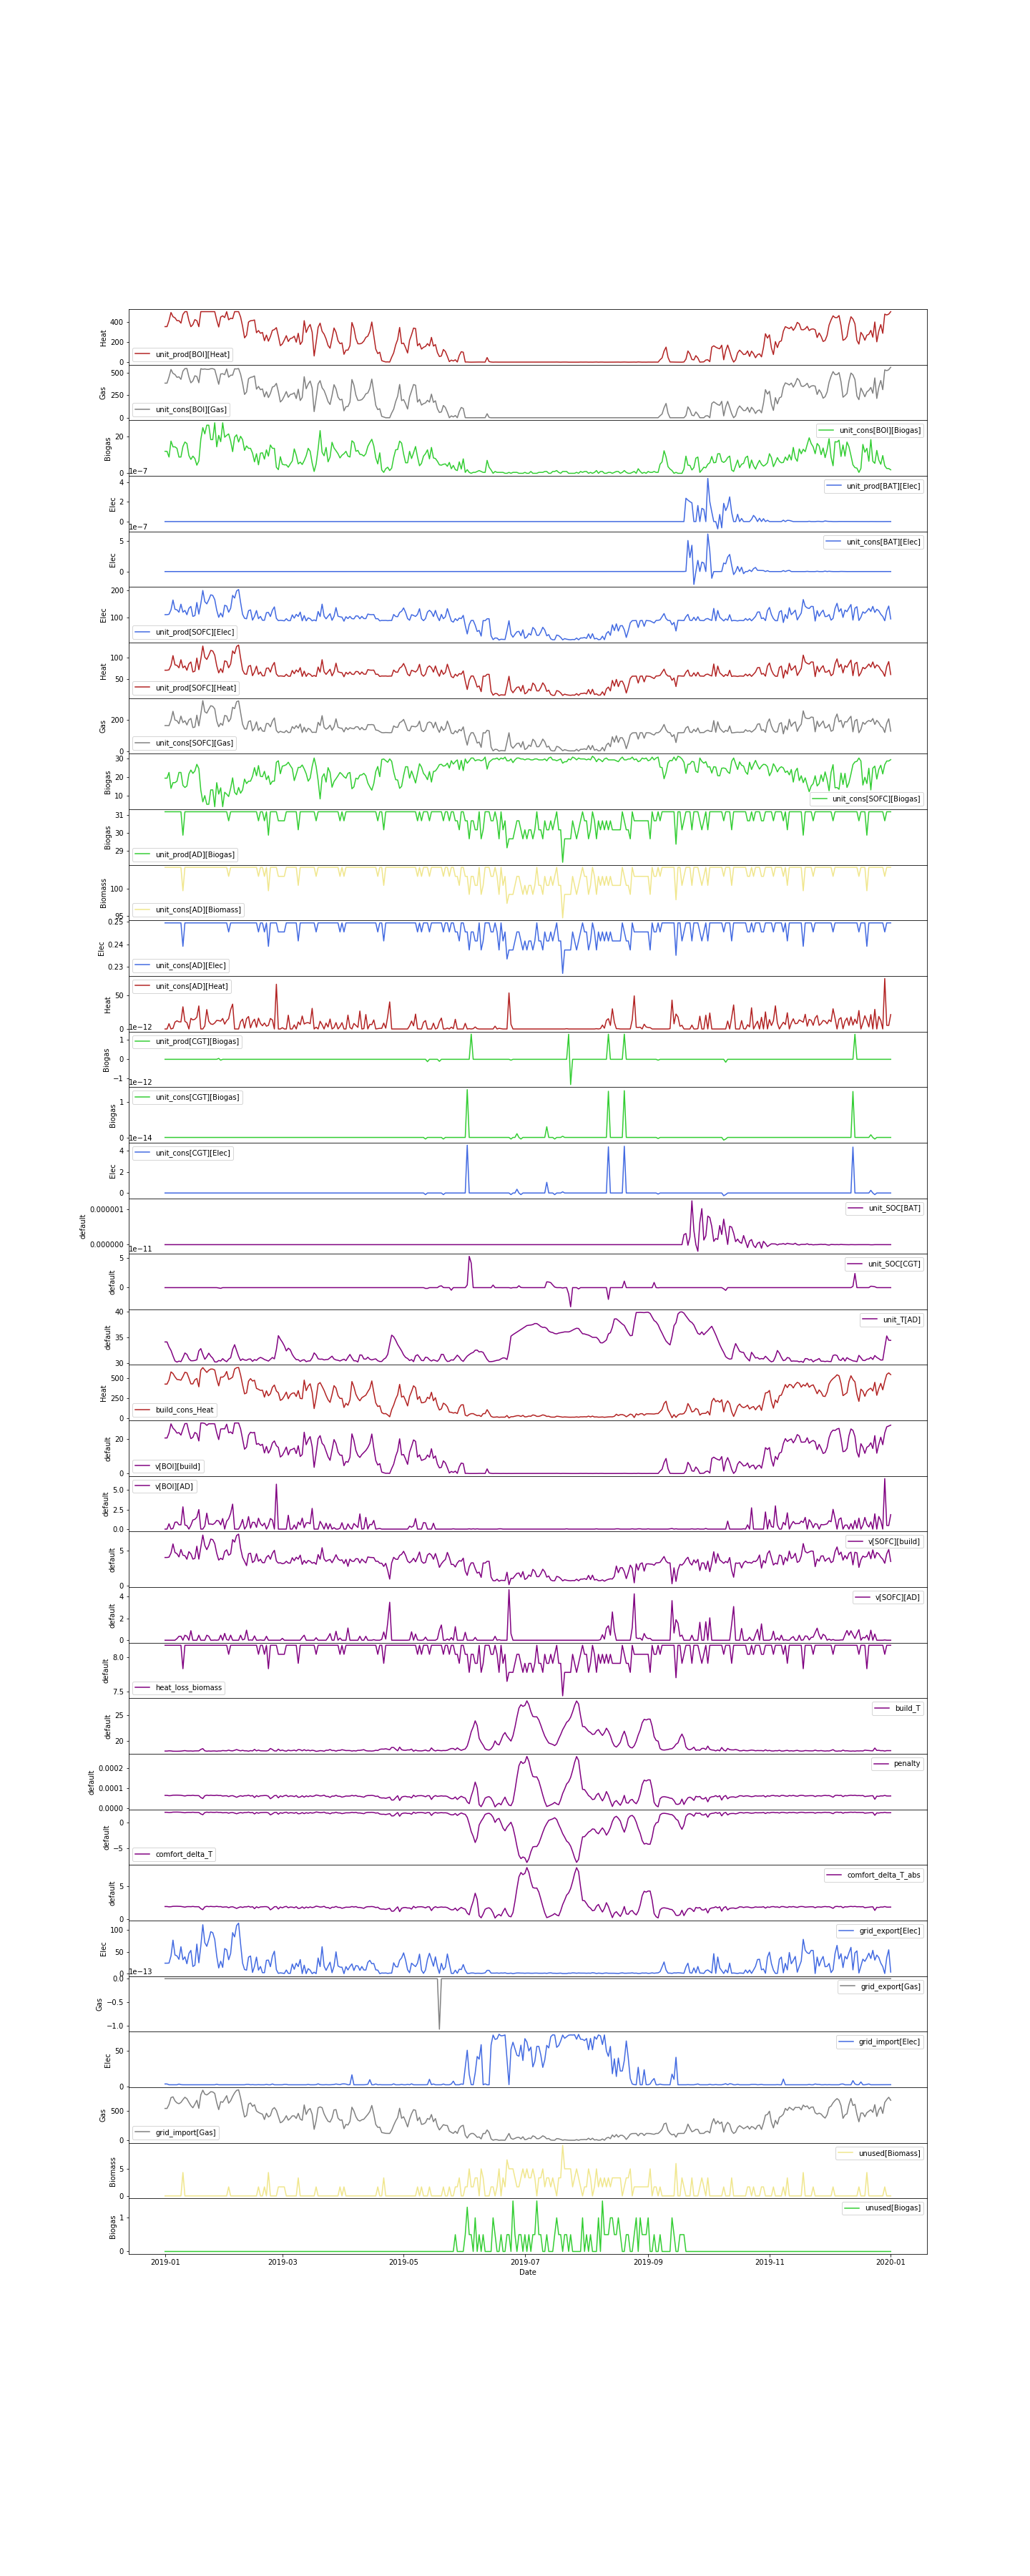 Heat
400
200
0
unit_prod[BOI][Heat]
Gas
500
250
0
unit_cons[BOI][Gas]
Biogas
20
0
unit_cons[BOI][Biogas]
1e−7
Elec
4
2
0
unit_prod[BAT][Elec]
1e−7
Elec
5
0
unit_cons[BAT][Elec]
Elec
200
100
unit_prod[SOFC][Elec]
Heat
100
50
unit_prod[SOFC][Heat]
Gas
200
0
unit_cons[SOFC][Gas]
Biogas
30
20
10
unit_cons[SOFC][Biogas]
Biogas
31
30
29
unit_prod[AD][Biogas]
Biomass
100
95
unit_cons[AD][Biomass]
Elec
0.25
0.24
0.23
unit_cons[AD][Elec]
Heat
50
0
unit_cons[AD][Heat]
1e−12
Biogas
1
0
−1
unit_prod[CGT][Biogas]
1e−12
Biogas
1
0
unit_cons[CGT][Biogas]
1e−14
Elec
4
2
0
unit_cons[CGT][Elec]
default
0.000001
0.000000
unit_SOC[BAT]
1e−11
default
5
0
unit_SOC[CGT]
default
40
35
30
unit_T[AD]
Heat
500
250
0
build_cons_Heat
default
20
0
v[BOI][build]
default
5.0
2.5
0.0
v[BOI][AD]
default
5
0
v[SOFC][build]
default
4
2
0
v[SOFC][AD]
default
8.0
7.5
heat_loss_biomass
default
25
20
build_T
default
0.0002
0.0001
0.0000
penalty
default
0
−5
comfort_delta_T
default
5
0
comfort_delta_T_abs
Elec
100
50
0
grid_export[Elec]
1e−13
Gas
0.0
−0.5
−1.0
grid_export[Gas]
Elec
50
0
grid_import[Elec]
Gas
500
0
grid_import[Gas]
Biomass
5
0
unused[Biomass]
Biogas
1
0
unused[Biogas]
2019-01 2019-03 2019-05 2019-07 2019-09 2019-11 2020-01
Date